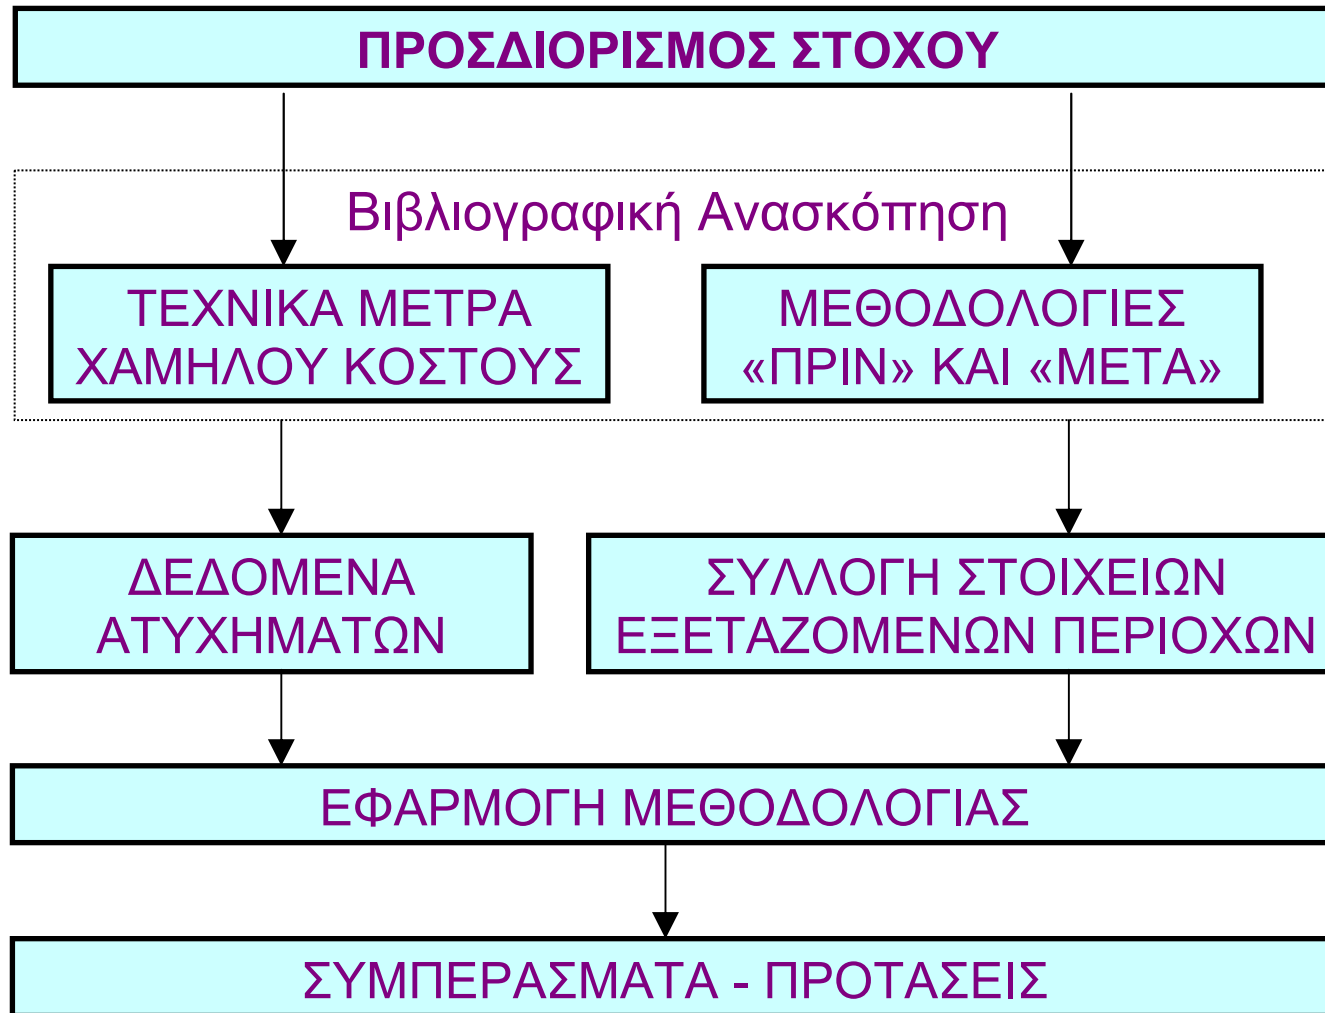 ΠΡΟΣΔΙΟΡΙΣΜΟΣ ΣΤΟΧΟΥ
Βιβλιογραφική Ανασκόπηση
ΤΕΧΝΙΚΑ ΜΕΤΡΑ
ΧΑΜΗΛΟΥ ΚΟΣΤΟΥΣ
ΜΕΘΟΔΟΛΟΓΙΕΣ
«ΠΡΙΝ» ΚΑΙ «ΜΕΤΑ»
ΔΕΔΟΜΕΝΑ
ΑΤΥΧΗΜΑΤΩΝ
ΣΥΛΛΟΓΗ ΣΤΟΙΧΕΙΩΝ
ΕΞΕΤΑΖΟΜΕΝΩΝ ΠΕΡΙΟΧΩΝ
ΕΦΑΡΜΟΓΗ ΜΕΘΟΔΟΛΟΓΙΑΣ
ΣΥΜΠΕΡΑΣΜΑΤΑ - ΠΡΟΤΑΣΕΙΣ